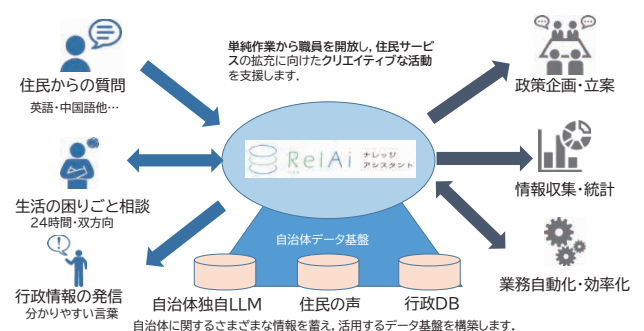 単純作業から職員を開放し，住民サービ
スの拡充に向けたクリエイティブな活動
を支援します．
住民からの質問
英語・中国語他…
政策企画・立案
RelAi ナレッジ
アシスタント
生活の困りごと相談
24時間・双方向
情報収集・統計
自治体データ基盤
行政情報の発信
分かりやすい言葉
業務自動化・効率化
自治体独自LLM 住民の声 行政DB
自治体に関するさまざまな情報を蓄え，活用するデータ基盤を構築します．